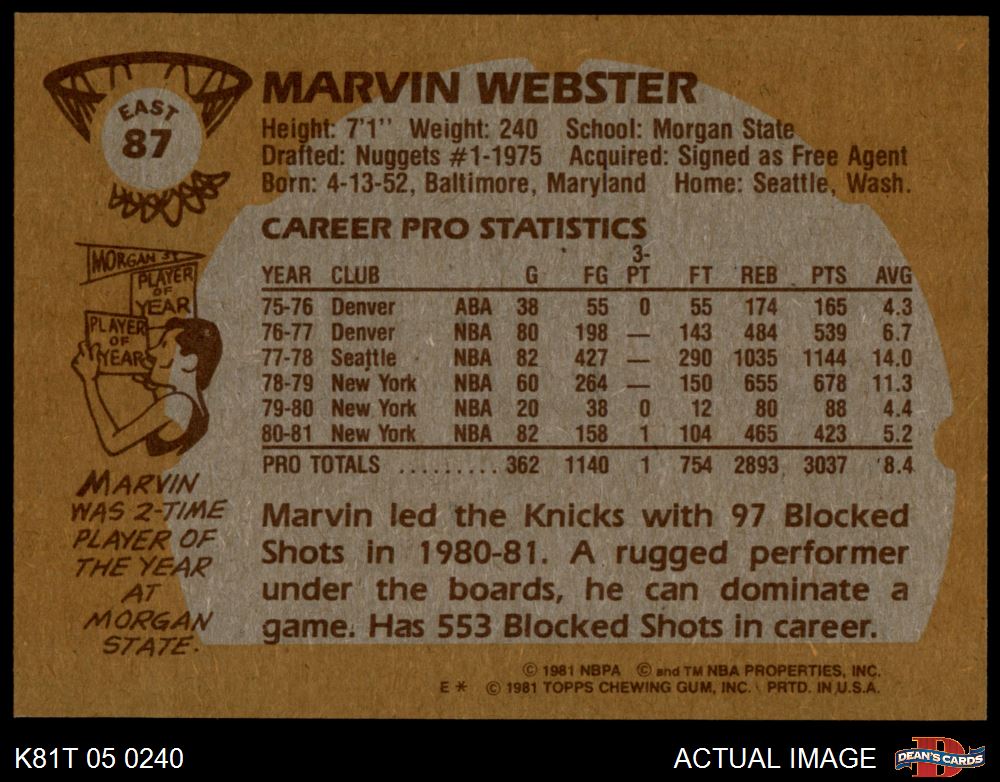 EAST
87
MARVIN WEBSTER
Height: 7'1'' Weight: 240 School: Morgan State
Drafted: Nuggets #1-1975 Acquired: Signed as Free Agent
Born: 4-13-52, Baltimore, Maryland Home: Seattle, Wash.
CAREER PRO STATISTICS
YEAR CLUB G FG 3-PT FT REB PTS AVG
75-76 Denver ABA 38 55 0 55 174 165 4.3
76-77 Denver NBA 80 198 — 143 484 539 6.7
77-78 Seattle NBA 82 427 — 290 1035 1144 14.0
78-79 New York NBA 60 264 — 150 655 678 11.3
79-80 New York NBA 20 38 0 12 80 88 4.4
80-81 New York NBA 82 158 1 104 465 423 5.2
PRO TOTALS .......... 362 1140 1 754 2893 3037 8.4
Marvin led the Knicks with 97 Blocked
Shots in 1980-81. A rugged performer
under the boards, he can dominate a
game. Has 553 Blocked Shots in career.
MORGAN ST.
PLAYER
OF
YEAR
PLAYER
OF
YEAR
MARVIN
WAS 2-TIME
PLAYER OF
THE YEAR
AT
MORGAN
STATE.
© 1981 NBPA © and TM NBA PROPERTIES, INC.
E * © 1981 TOPPS CHEWING GUM, INC. PRTD. IN U.S.A.
K81T 05 0240
ACTUAL IMAGE
D
DEAN'S CARDS